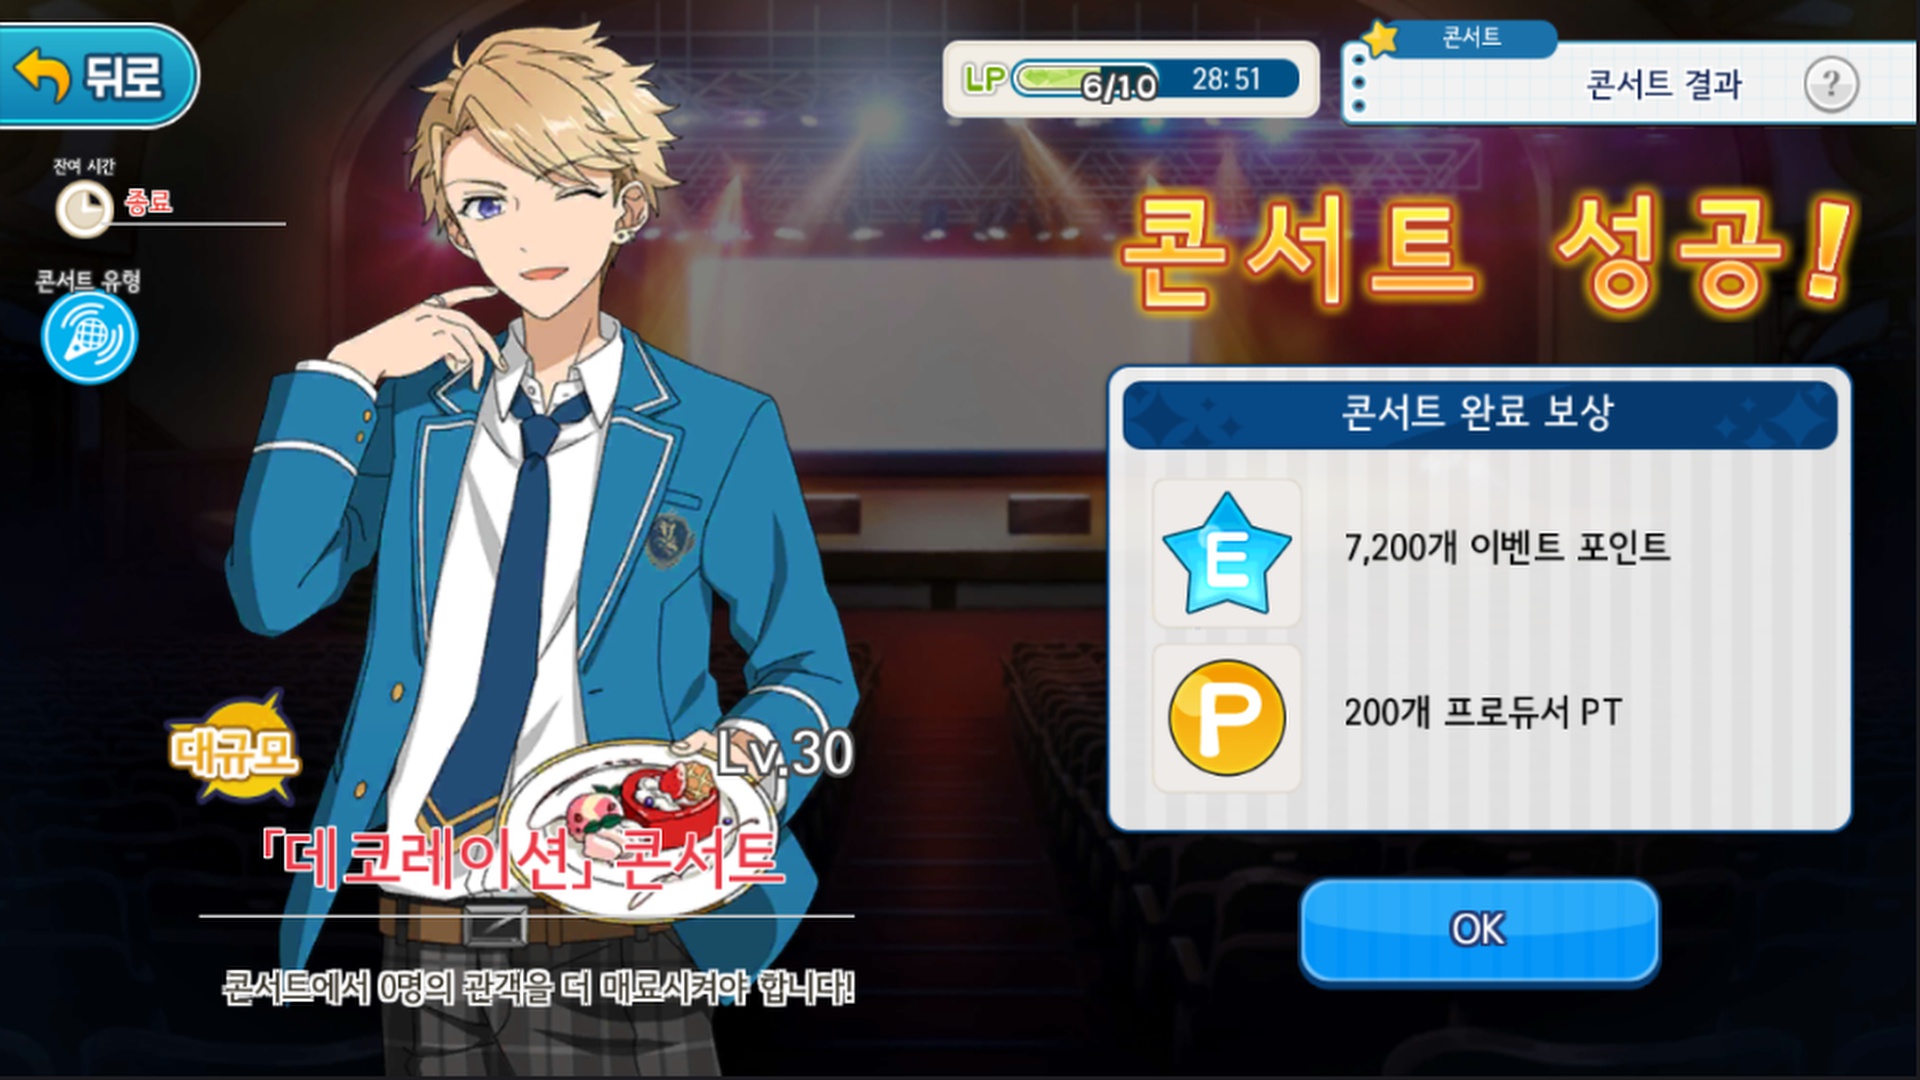 뒤로
LP 6/10 28:51
콘서트
콘서트 결과
?
잔여 시간
종료
콘서트 유형
콘서트 성공!
콘서트 완료 보상
E 7,200개 이벤트 포인트
P 200개 프로듀서 PT
대규모
Lv.30
「데코레이션」 콘서트
콘서트에서 0명의 관객을 더 매료시켜야 합니다!
OK